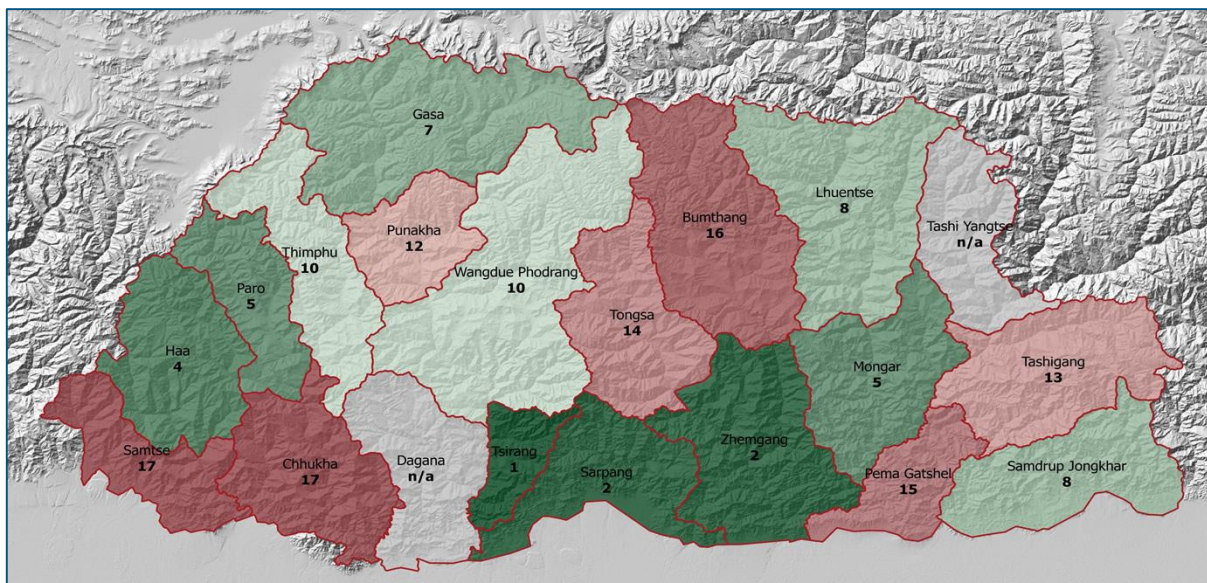 Gasa
7
Punakha
12
Thimphu
10
Wangdue Phodrang
10
Bumthang
16
Lhuentse
8
Tashi Yangtse
n/a
Paro
5
Haa
4
Tongsa
14
Mongar
5
Tashigang
13
Samtse
17
Chhukha
17
Dagana
n/a
Tsirang
1
Sarpang
2
Zhemgang
2
Pema Gatshel
15
Samdrup Jongkhar
8